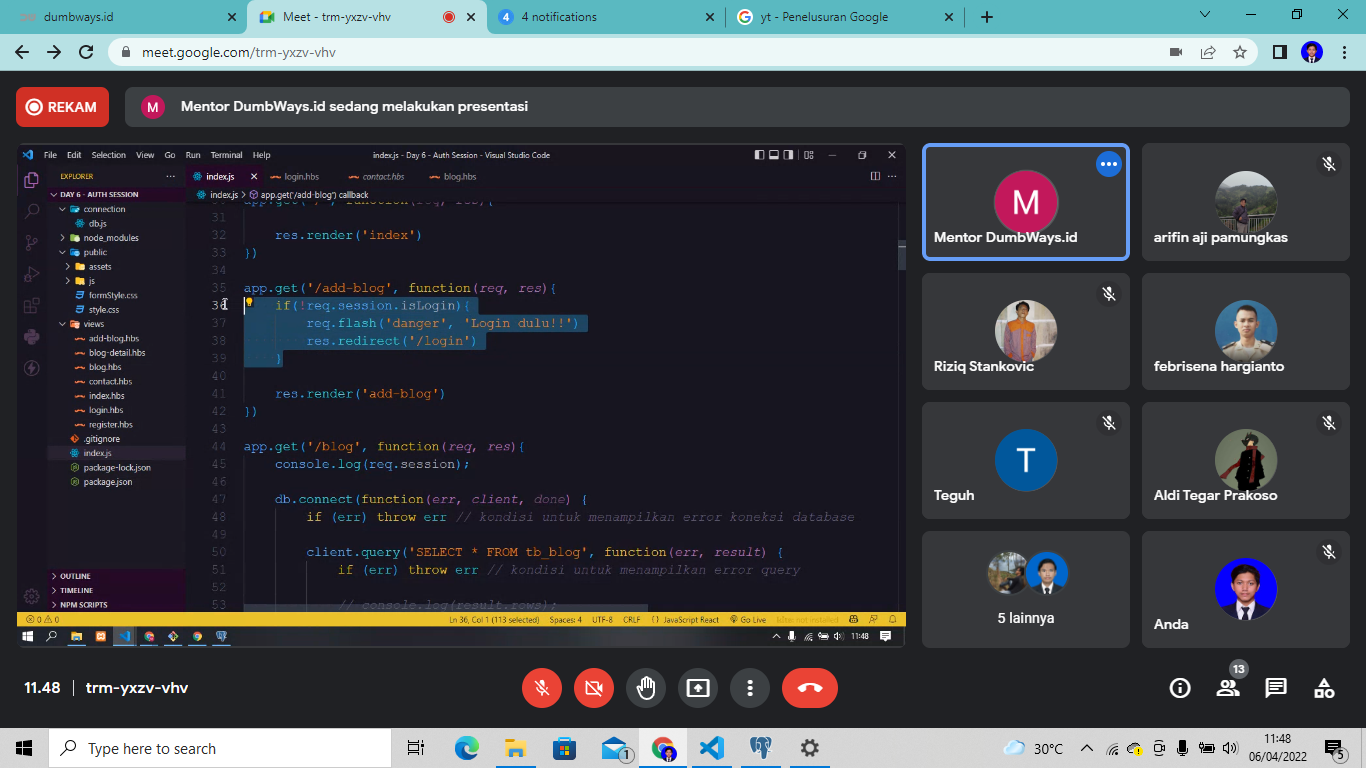 dumbways.id
Meet - trm-yxzv-vhv
4 notifications
yt - Penelusuran Google
meet.google.com/trm-yxzv-vhv
REKAM
M
Mentor DumbWays.id sedang melakukan presentasi
File Edit Selection View Go Run Terminal Help
index.js - Day 6 - Auth Session - Visual Studio Code
EXPLORER
index.js
login.hbs
contact.hbs
blog.hbs
DAY 6 - AUTH SESSION
index.js > app.get('/add-blog') callback
connection
db.js
node_modules
public
assets
js
formStyle.css
style.css
views
add-blog.hbs
blog-detail.hbs
blog.hbs
contact.hbs
index.hbs
login.hbs
register.hbs
.gitignore
index.js
package-lock.json
package.json
OUTLINE
TIMELINE
NPM SCRIPTS
31
32 res.render('index')
33 })
34
35 app.get('/add-blog', function(req, res){
36 if(!req.session.isLogin){
37 req.flash('danger', 'Login dulu!!')
38 res.redirect('/login')
39 }
40
41 res.render('add-blog')
42 })
43
44 app.get('/blog', function(req, res){
45 console.log(req.session);
46
47 db.connect(function(err, client, done) {
48 if (err) throw err // kondisi untuk menampilkan error koneksi database
49
50 client.query('SELECT * FROM tb_blog', function(err, result) {
51 if (err) throw err // kondisi untuk menampilkan error query
52
53 // console.log(result.rows);
0 0
Ln 36, Col 1 (113 selected) Spaces: 4 UTF-8 CRLF {} JavaScript React Go Live
11:48
M
Mentor DumbWays.id
arifin aji pamungkas
Riziq Stankovic
febrisena hargianto
T
Teguh
Aldi Tegar Prakoso
5 lainnya
Anda
11.48 | trm-yxzv-vhv
13
Type here to search
1
30°C
11:48
06/04/2022
5